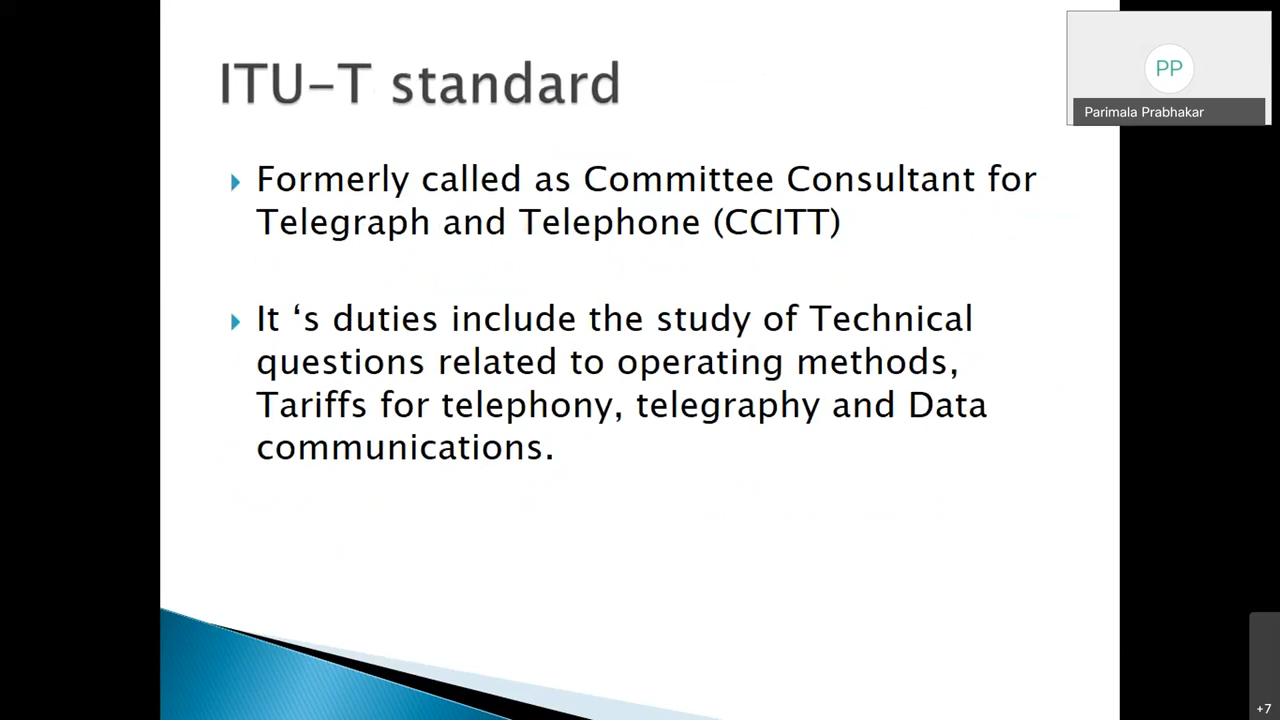 ITU-T standard
PP
Parimala Prabhakar
Formerly called as Committee Consultant for
Telegraph and Telephone (CCITT)
It ‘s duties include the study of Technical
questions related to operating methods,
Tariffs for telephony, telegraphy and Data
communications.
+7